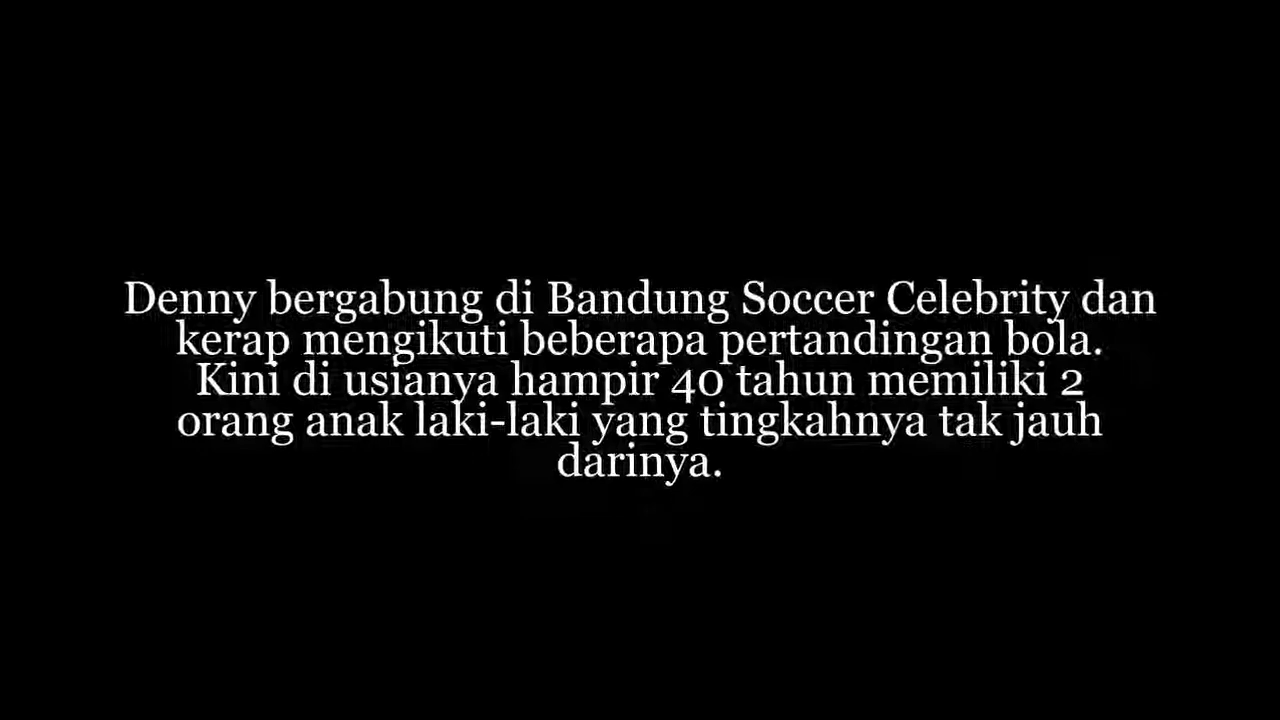 Denny bergabung di Bandung Soccer Celebrity dan
kerap mengikuti beberapa pertandingan bola.
Kini di usianya hampir 40 tahun memiliki 2
orang anak laki-laki yang tingkahnya tak jauh
darinya.